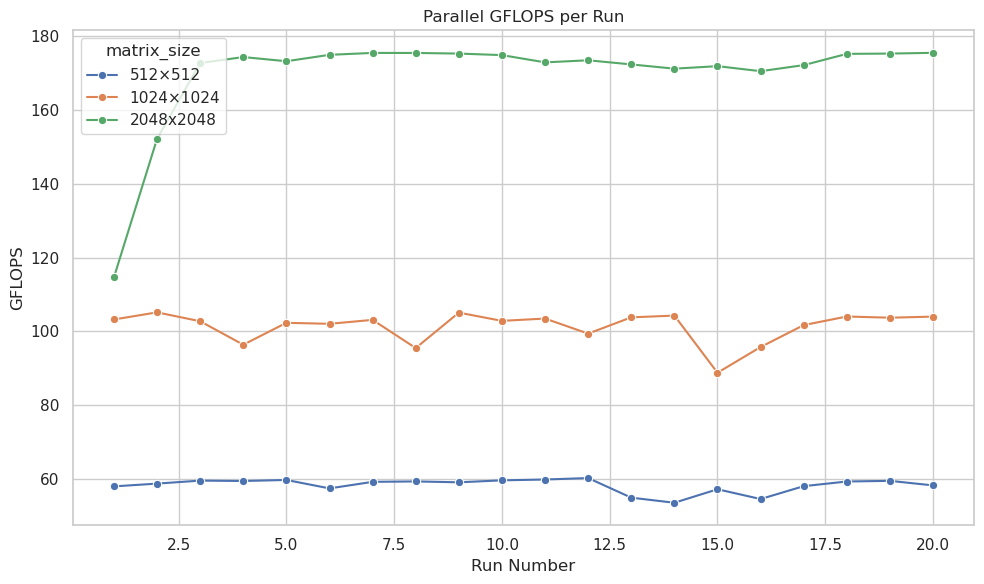 Parallel GFLOPS per Run
180
160
140
120
100
80
60
GFLOPS
matrix_size
512×512
1024×1024
2048x2048
2.5 5.0 7.5 10.0 12.5 15.0 17.5 20.0
Run Number